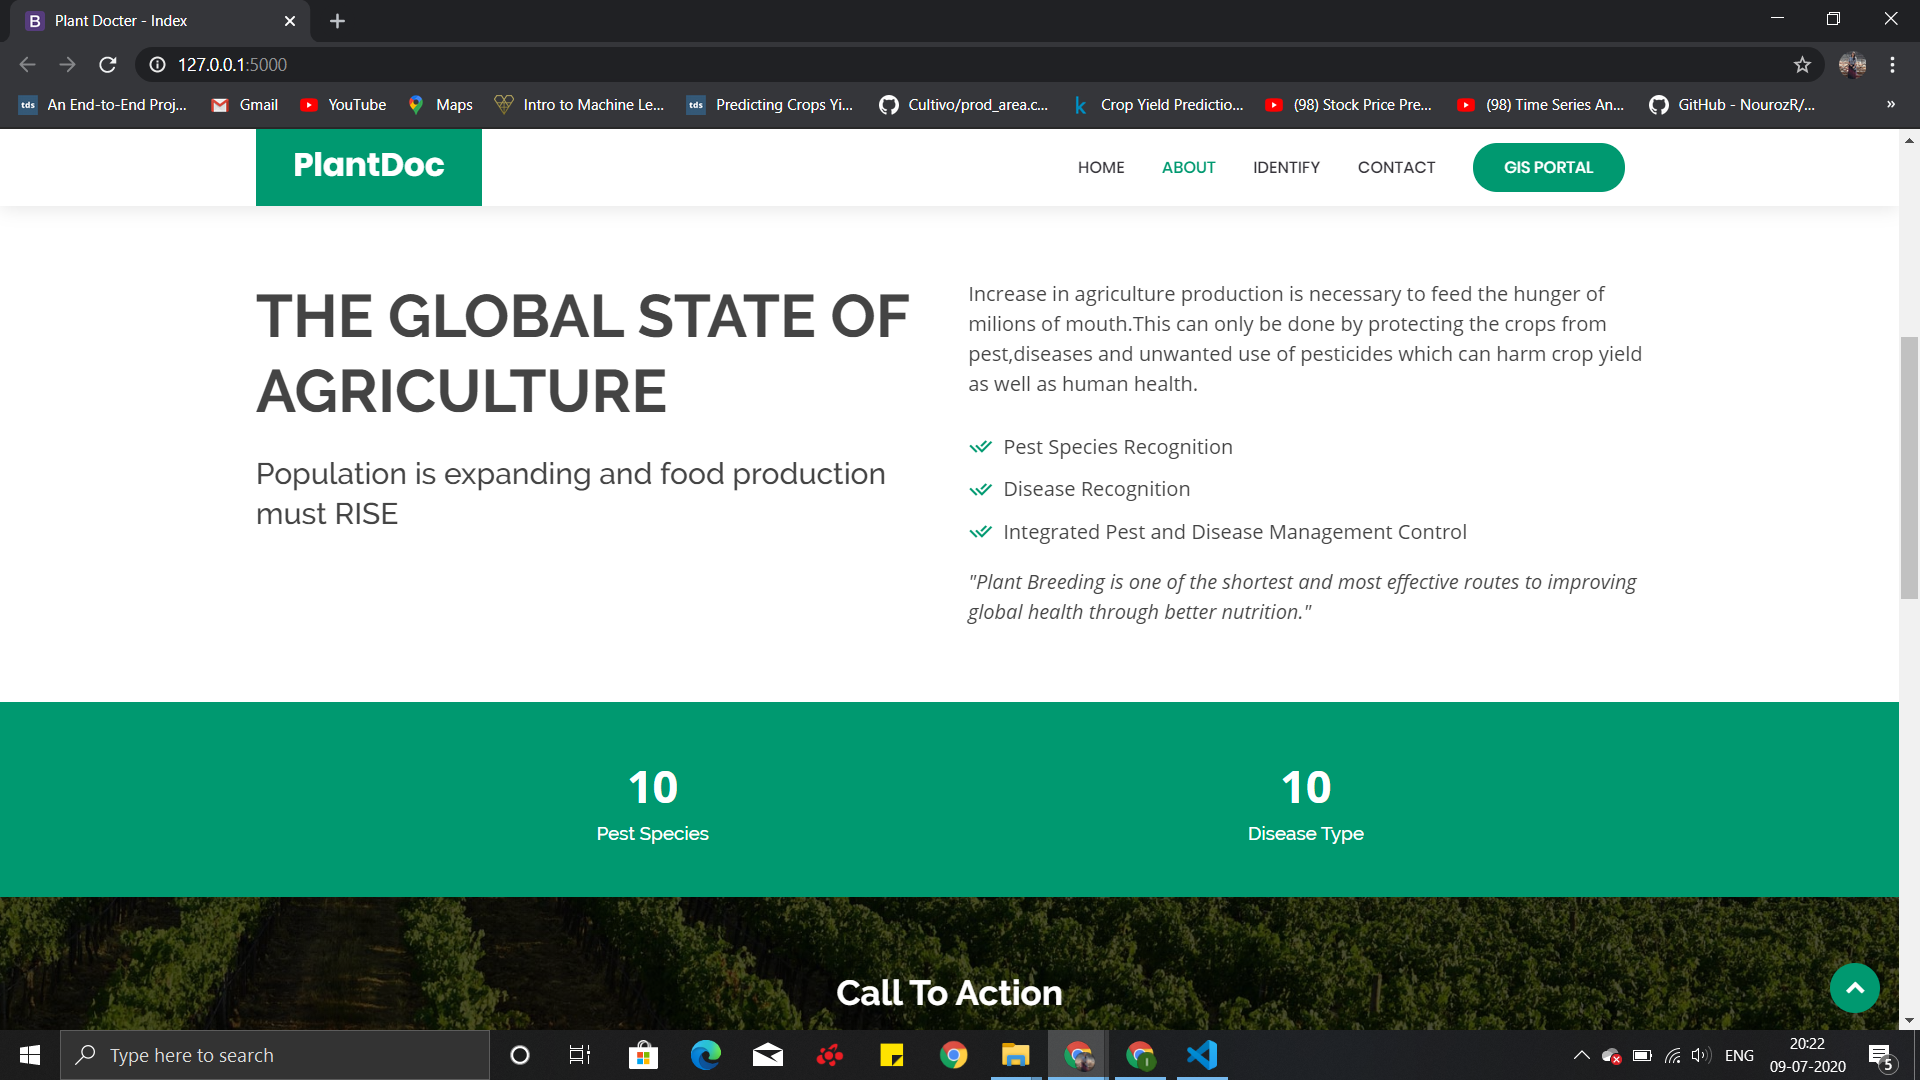 Plant Docter - Index
127.0.0.1:5000
An End-to-End Proj...
Gmail
YouTube
Maps
Intro to Machine Le...
Predicting Crops Yi...
Cultivo/prod_area.c...
Crop Yield Predictio...
(98) Stock Price Pre...
(98) Time Series An...
GitHub - NourozR/...
PlantDoc
HOME
ABOUT
IDENTIFY
CONTACT
GIS PORTAL
THE GLOBAL STATE OF
AGRICULTURE
Population is expanding and food production
must RISE
Increase in agriculture production is necessary to feed the hunger of
milions of mouth.This can only be done by protecting the crops from
pest,diseases and unwanted use of pesticides which can harm crop yield
as well as human health.
Pest Species Recognition
Disease Recognition
Integrated Pest and Disease Management Control
"Plant Breeding is one of the shortest and most effective routes to improving
global health through better nutrition."
10
Pest Species
10
Disease Type
Call To Action
Type here to search
ENG
20:22
09-07-2020
5